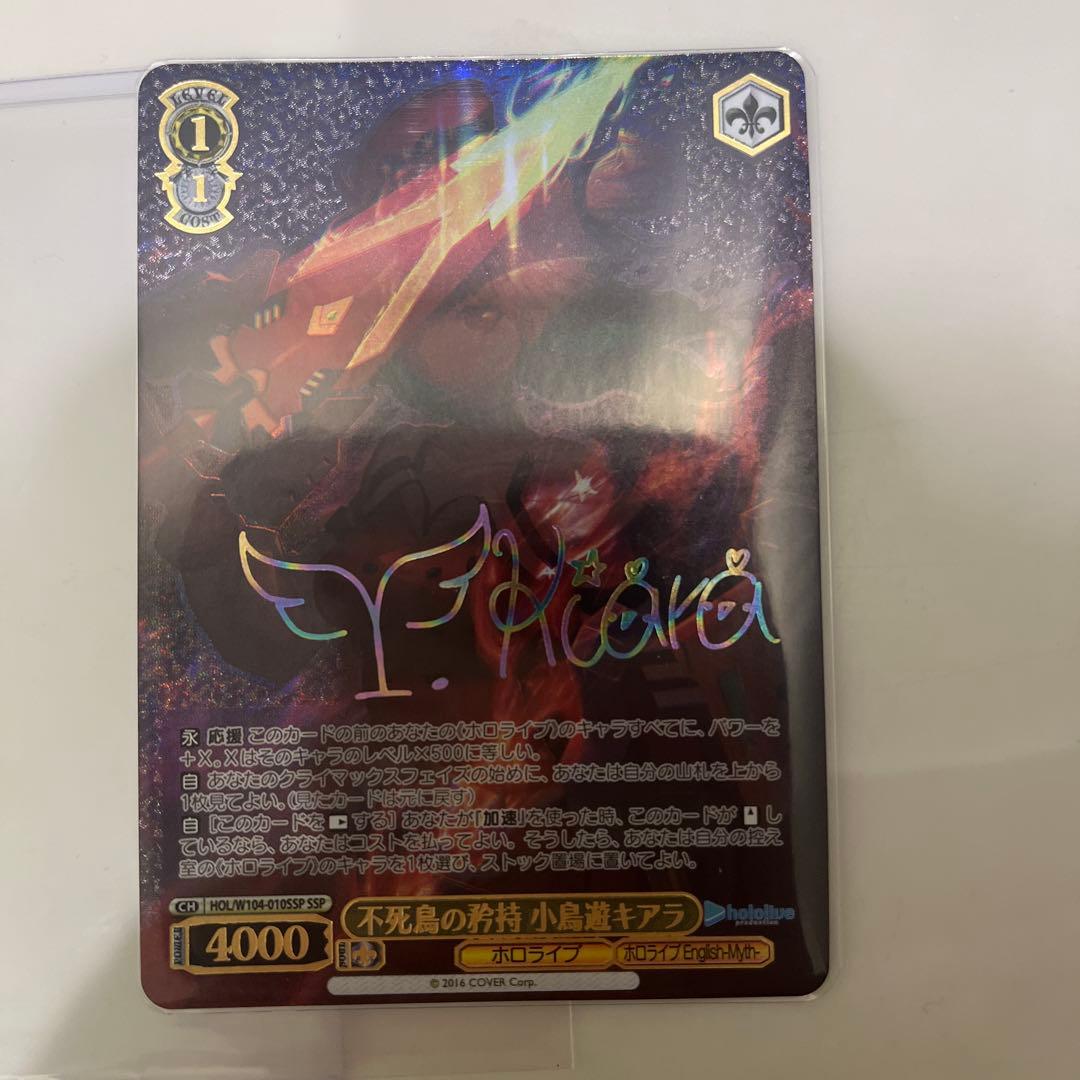 LEVEL
1
1
COST
T. Kiara
永 応援 このカードの前のあなたの《ホロライブ》のキャラすべてに、パワーを
＋X。Xはそのキャラのレベル×500に等しい。
自 あなたのクライマックスフェイズの始めに、あなたは自分の山札を上から
1枚見てよい。(見たカードは元に戻す)
自 ［このカードを する］ あなたが「加速」を使った時、このカードが し
ているなら、あなたはコストを払ってよい。そうしたら、あなたは自分の控え
室の《ホロライブ》のキャラを1枚選び、ストック置場に置いてよい。
CH HOL/W104-010SSP SSP
不死鳥の矜持 小鳥遊キアラ
hololive
production
POWER
4000
SOUL
ホロライブ
ホロライブ English-Myth-
© 2016 COVER Corp.